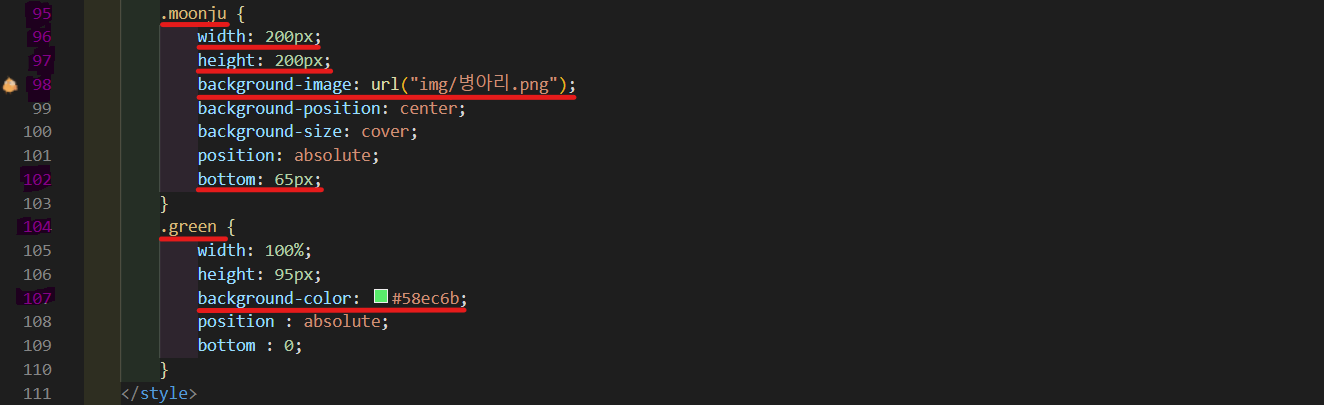 95 .moonju {
96 width: 200px;
97 height: 200px;
98 background-image: url("img/병아리.png");
99 background-position: center;
100 background-size: cover;
101 position: absolute;
102 bottom: 65px;
103 }
104 .green {
105 width: 100%;
106 height: 95px;
107 background-color: #58ec6b;
108 position : absolute;
109 bottom : 0;
110 }
111 </style>